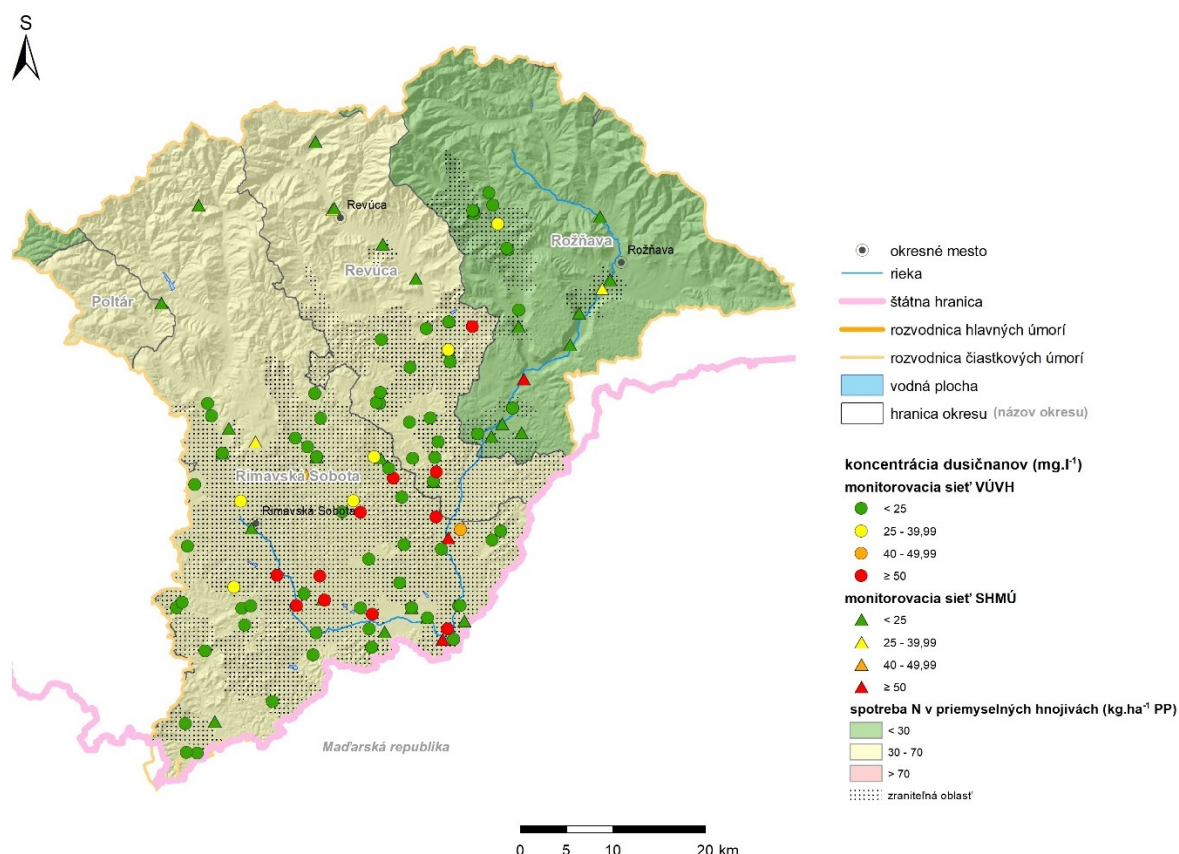 S
Revúca
Rožňava
Rožňava
Revúca
Poltár
Rimavská Sobota
Rimavská Sobota
Maďarská republika
okresné mesto
rieka
štátna hranica
rozvodnica hlavných úmorí
rozvodnica čiastkových úmorí
vodná plocha
hranica okresu (názov okresu)
koncentrácia dusičnanov (mg.l⁻¹)
monitorovacia sieť VÚVH
< 25
25 - 39,99
40 - 49,99
≥ 50
monitorovacia sieť SHMÚ
< 25
25 - 39,99
40 - 49,99
≥ 50
spotreba N v priemyselných hnojivách (kg.ha⁻¹ PP)
< 30
30 - 70
> 70
zraniteľná oblasť
0 5 10 20 km